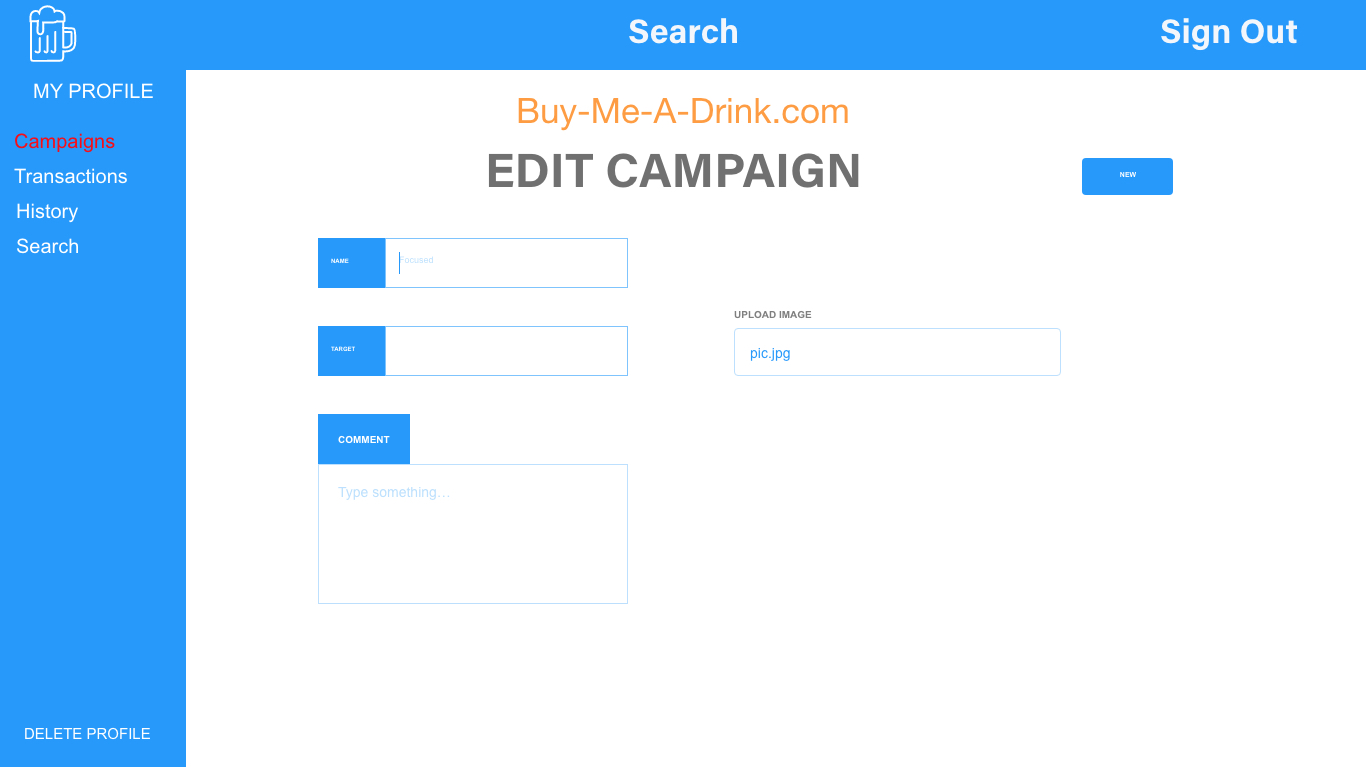 Search
Sign Out
MY PROFILE
Campaigns
Transactions
History
Search
DELETE PROFILE
Buy-Me-A-Drink.com
EDIT CAMPAIGN
NEW
NAME
Focused
TARGET
COMMENT
Type something...
UPLOAD IMAGE
pic.jpg